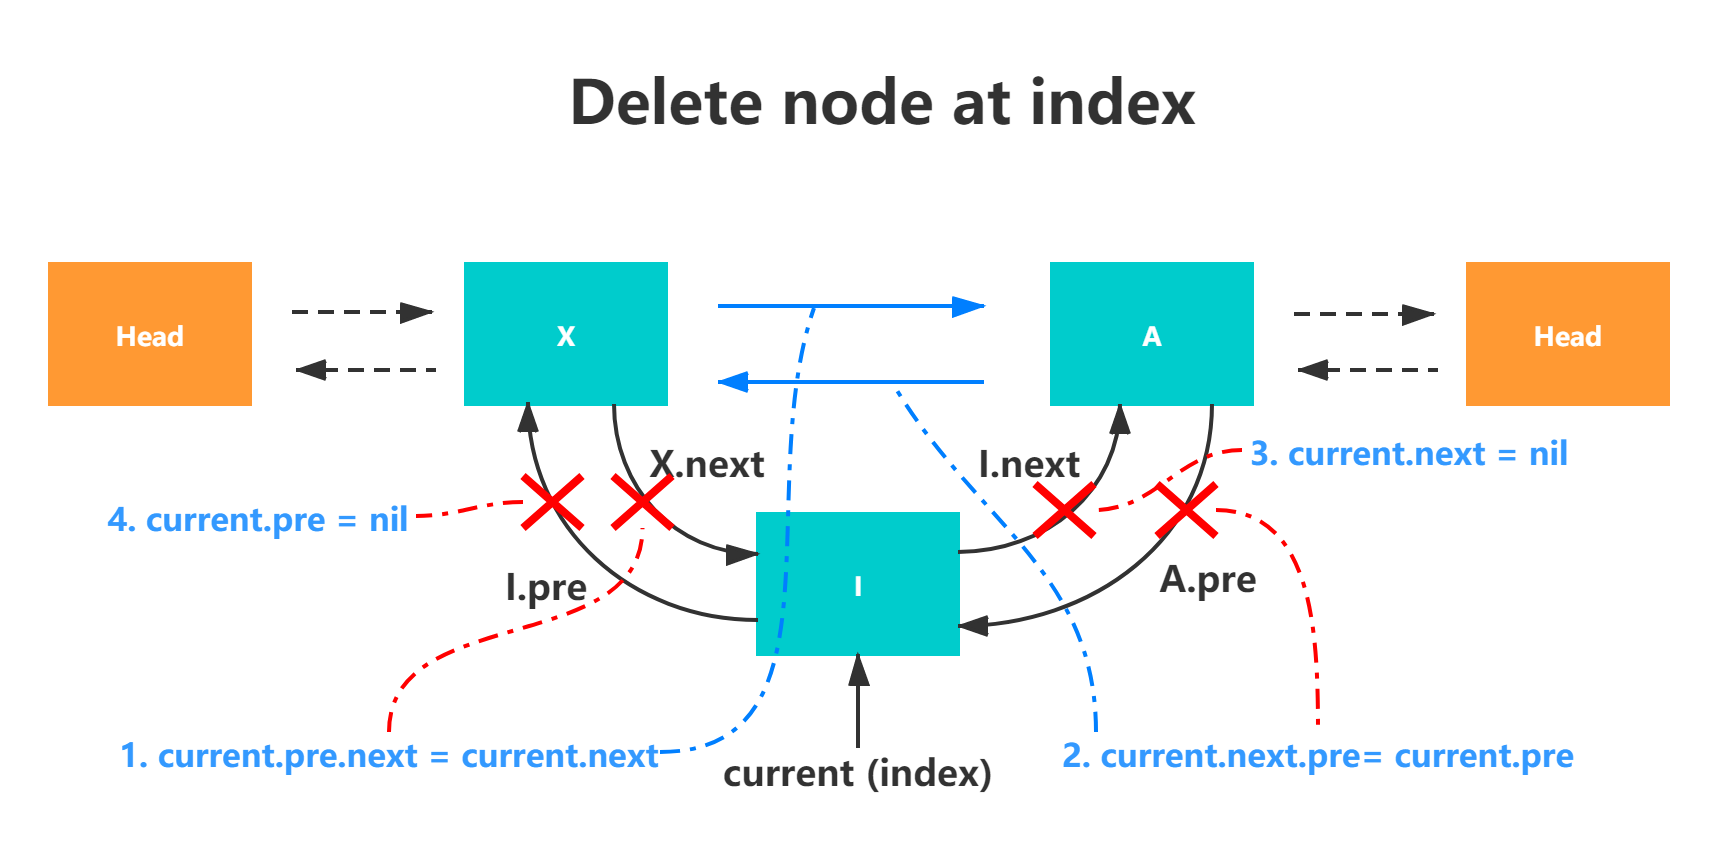 Delete node at index
Head
X
A
Head
X.next
I.next
3. current.next = nil
4. current.pre = nil
I.pre
I
A.pre
1. current.pre.next = current.next
2. current.next.pre= current.pre
current (index)